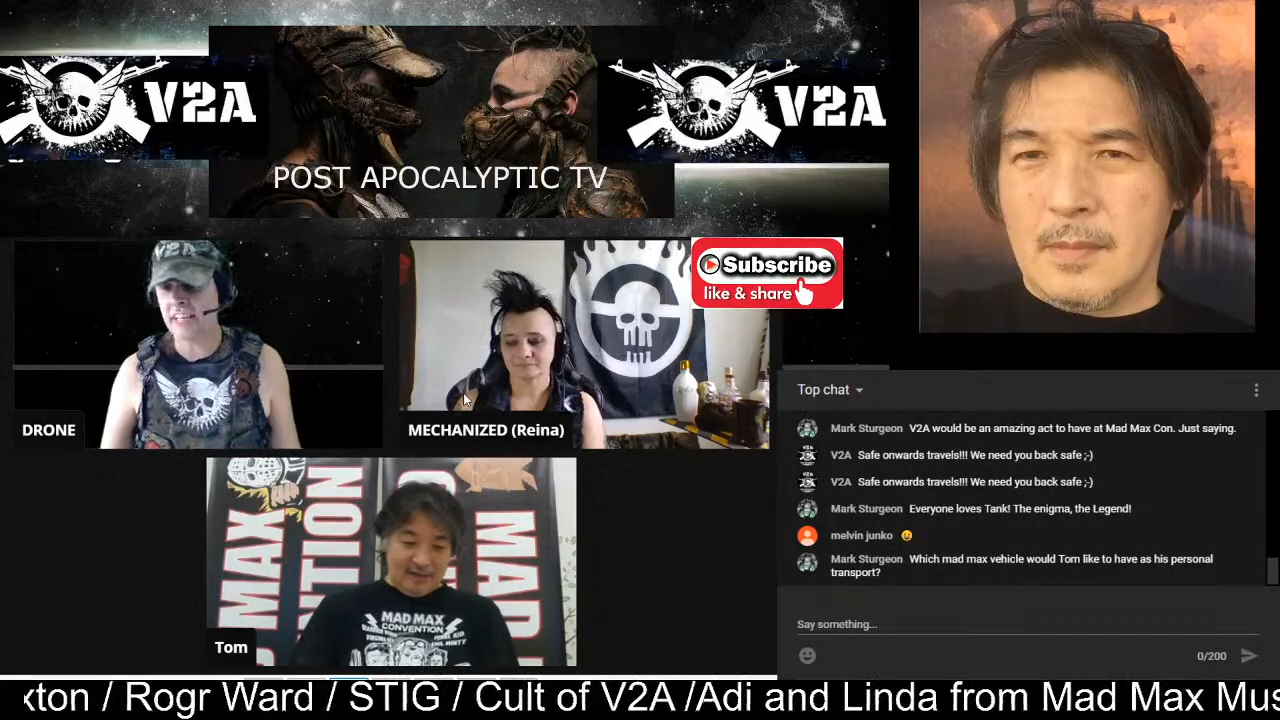 V2A
V2A
POST APOCALYPTIC TV
V2A
Subscribe
like & share
DRONE
MECHANIZED (Reina)
MAD MAX
MAD MAX
CONVENTION
Tom
Top chat
Mark Sturgeon V2A would be an amazing act to have at Mad Max Con. Just saying.
V2A Safe onwards travels!!! We need you back safe ;-)
V2A Safe onwards travels!!! We need you back safe ;-)
Mark Sturgeon Everyone loves Tank! The enigma, the Legend!
melvin junko
Mark Sturgeon Which mad max vehicle would Tom like to have as his personal
transport?
Say something...
0/200
xton / Rogr Ward / STIG / Cult of V2A /Adi and Linda from Mad Max Mus